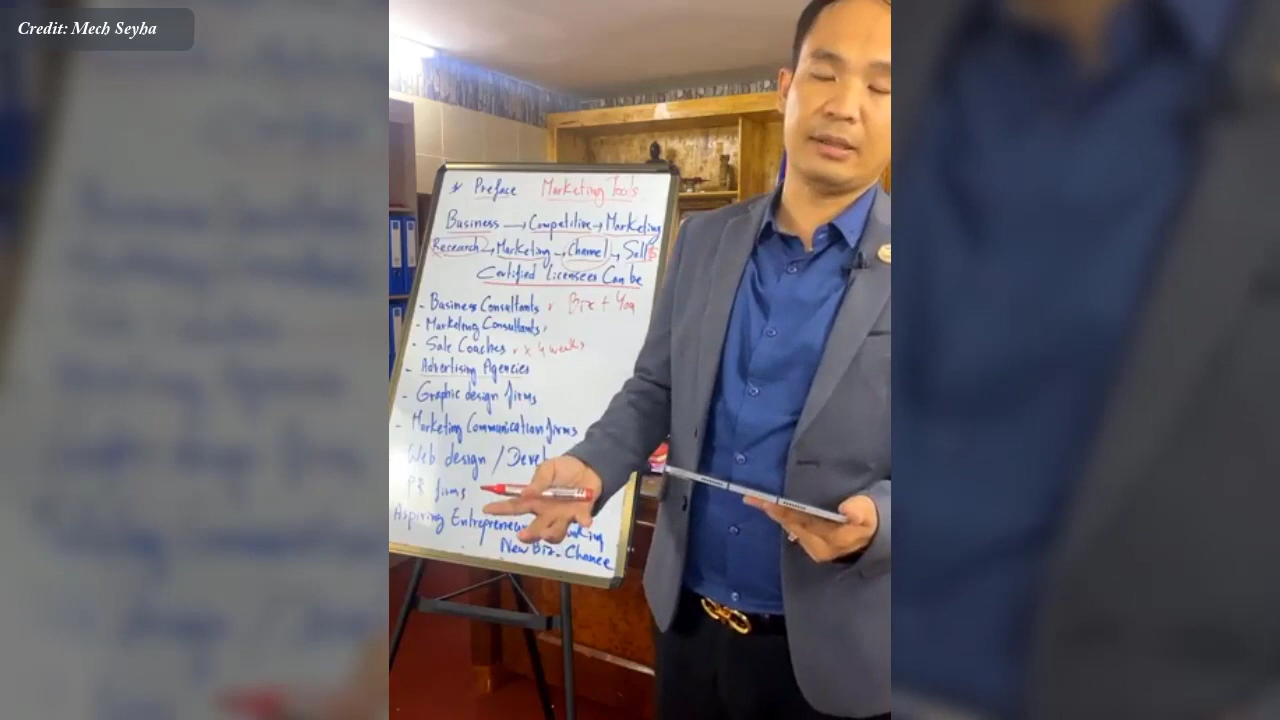 Credit: Mech Seyha
* Preface Marketing Tools
Business → Competitive → Marketing
Research → Marketing → Channel → Sell
Certified Licensees Can be
- Business Consultants Biz + You
- Marketing Consultants
- Sale Coaches x 4 weeks
- Advertising Agencies
- Graphic design firms
- Marketing Communication firms
Web design / Devel
PR firms
Aspiring Entrepreneur
New Biz. Chance